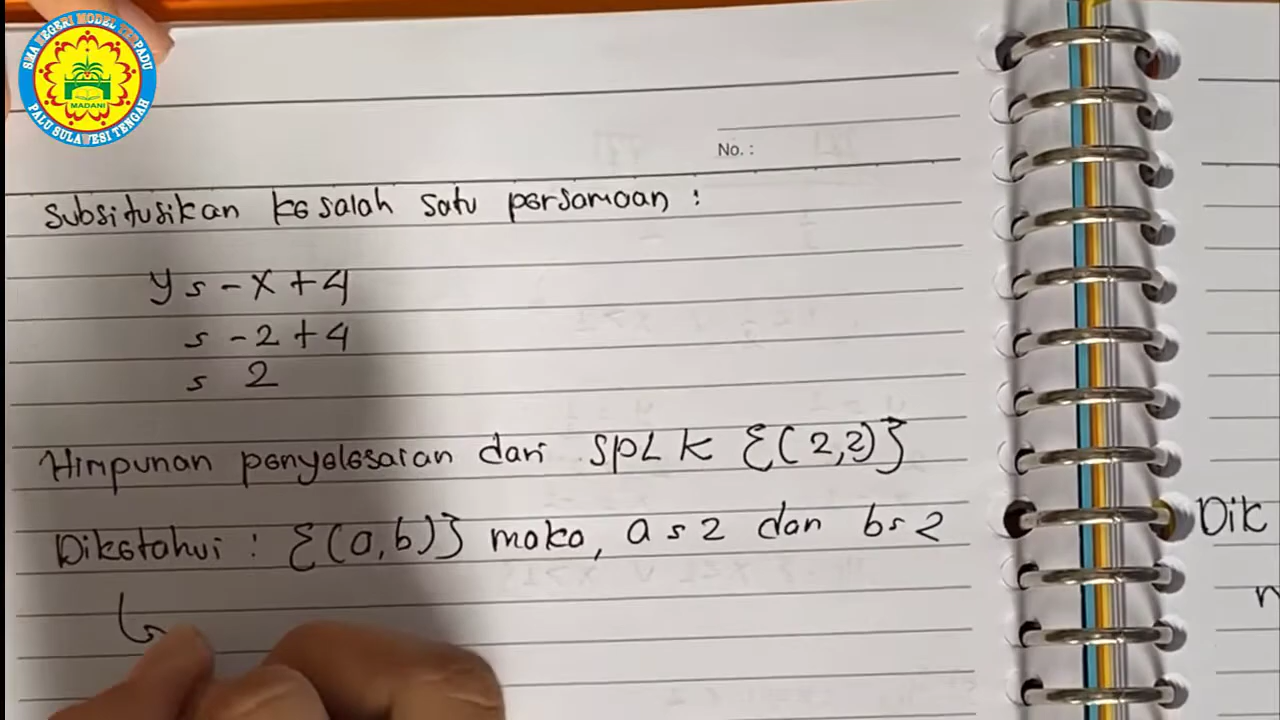 SMA NEGERI MODEL TERPADU
MADANI
PALU SULAWESI TENGAH
No. :
Subsitusikan ke salah satu persamaan :
y = -x + 4
= -2 + 4
= 2
Himpunan penyelesaian dari SPLK {(2,2)}
Diketahui : {(a,b)} maka, a = 2 dan b = 2
Dik